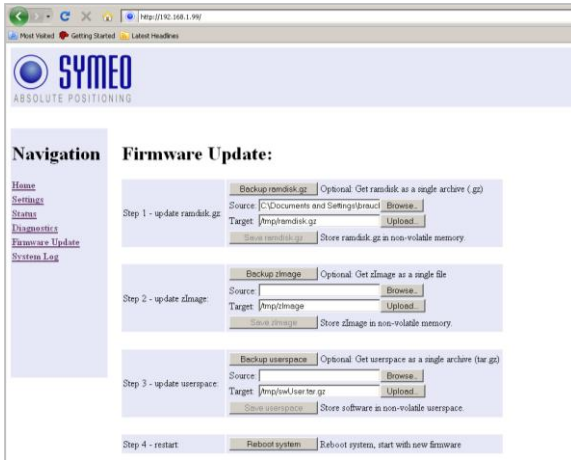 http://192.168.1.99/
Most Visited Getting Started Latest Headlines
SYMEO
ABSOLUTE POSITIONING
Navigation
Home
Settings
Status
Diagnostics
Firmware Update
System Log
Firmware Update:
Step 1 - update ramdisk.gz:
Backup ramdisk.gz Optional: Get ramdisk as a single archive (.gz)
Source: C:\Documents and Settings\braucl Browse...
Target: /tmp/ramdisk.gz Upload...
Save ramdisk.gz Store ramdisk.gz in non-volatile memory.
Step 2 - update zImage:
Backup zImage Optional: Get zImage as a single file
Source: Browse...
Target: /tmp/zImage Upload...
Save zImage Store zImage in non-volatile memory.
Step 3 - update userspace:
Backup userspace Optional: Get userspace as a single archive (tar.gz)
Source: Browse...
Target: /tmp/swUser.tar.gz Upload...
Save userspace Store software in non-volatile userspace.
Step 4 - restart:
Reboot system Reboot system, start with new firmware